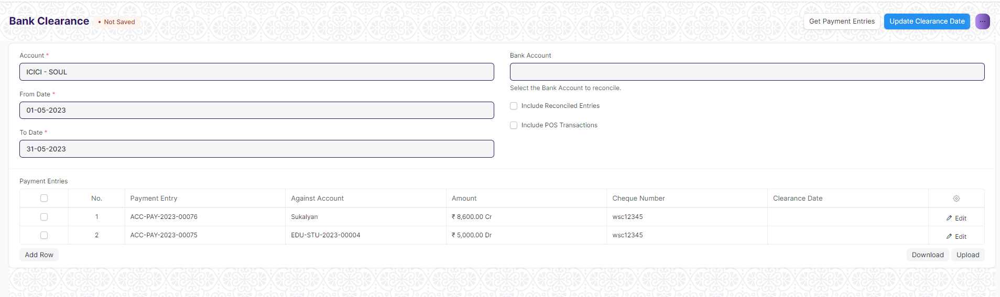 Bank Clearance • Not Saved Get Payment Entries Update Clearance Date ...
Account * Bank Account
ICICI - SOUL
Select the Bank Account to reconcile.
From Date *
Include Reconciled Entries
01-05-2023
Include POS Transactions
To Date *
31-05-2023
Payment Entries
No. Payment Entry Against Account Amount Cheque Number Clearance Date
1 ACC-PAY-2023-00076 Sukalyan ₹ 8,600.00 Cr wsc12345 Edit
2 ACC-PAY-2023-00075 EDU-STU-2023-00004 ₹ 5,000.00 Dr wsc12345 Edit
Add Row Download Upload